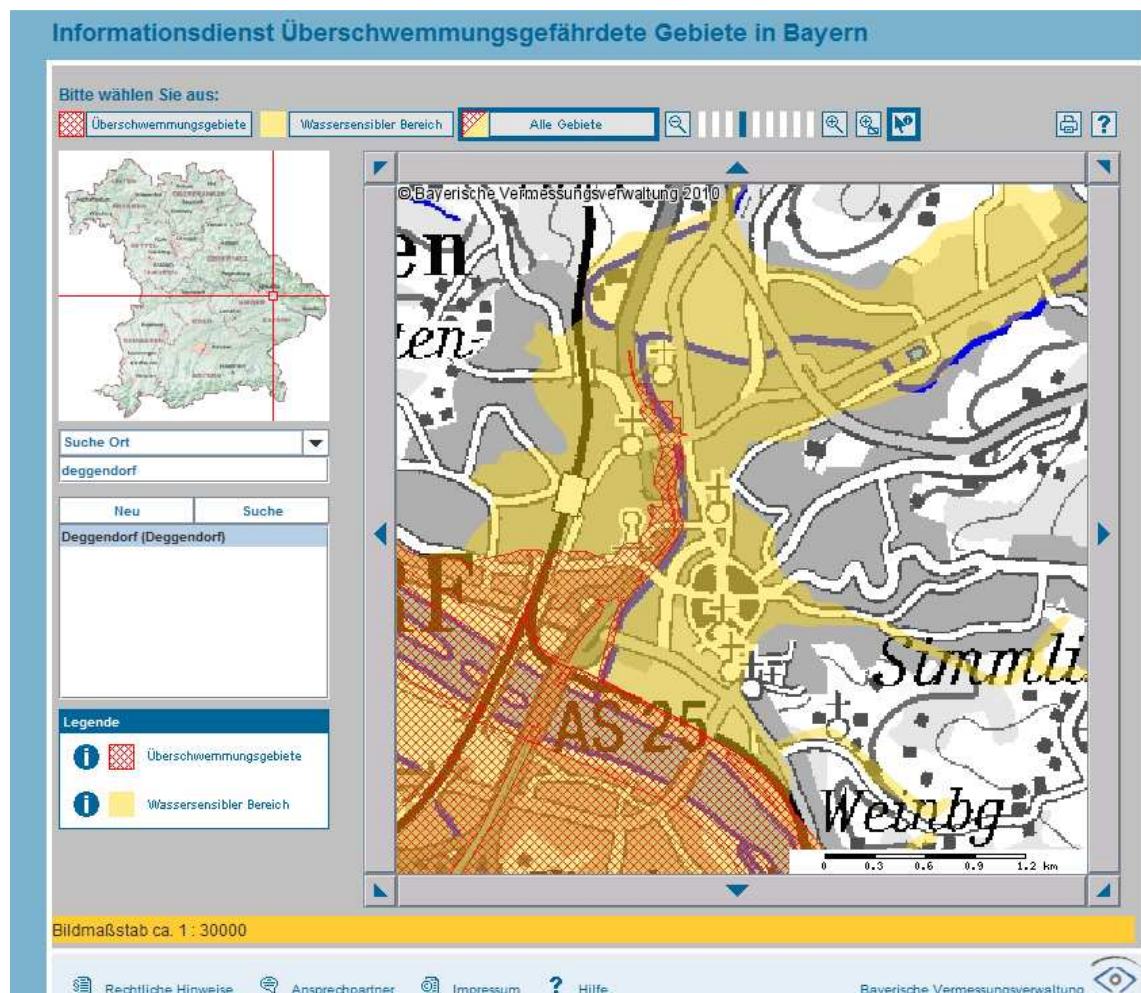 Informationsdienst Überschwemmungsgefährdete Gebiete in Bayern
Bitte wählen Sie aus:
Überschwemmungsgebiete Wassersensibler Bereich Alle Gebiete ?
© Bayerische Vermessungsverwaltung 2010
en
en-
Suche Ort
deggendorf
Neu Suche
Deggendorf (Deggendorf)
F
Simmli
AS 25
Legende
i Überschwemmungsgebiete
i Wassersensibler Bereich
Weinbg
0 0.3 0.6 0.9 1.2 km
Bildmaßstab ca. 1 : 30000
Rechtliche Hinweise Ansprechpartner Impressum ? Hilfe Bayerische Vermessungsverwaltung